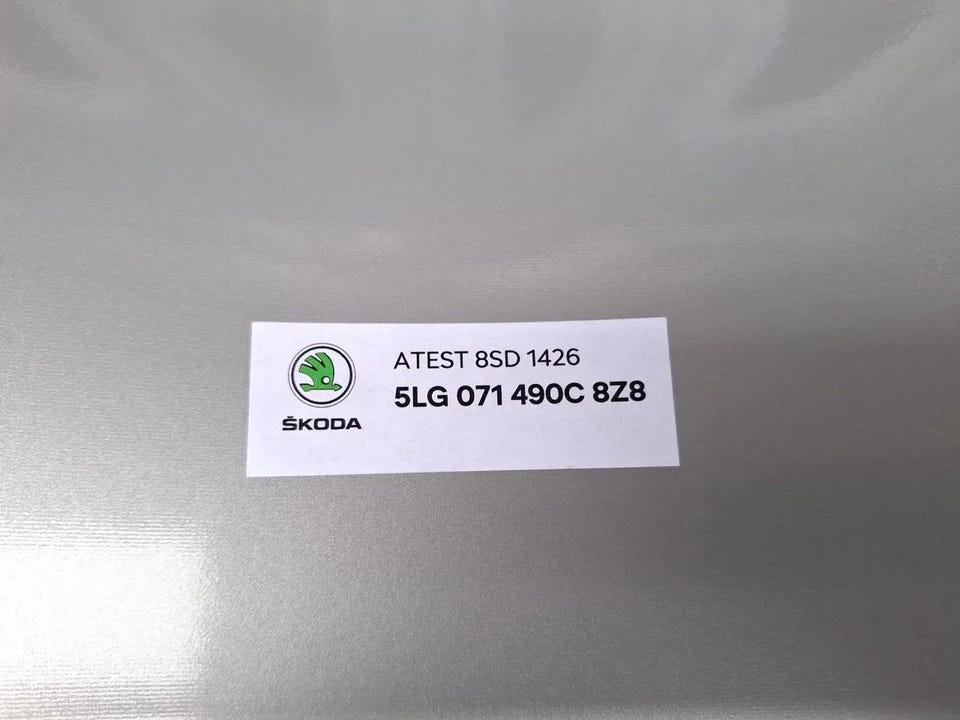 ATEST 8SD 1426
5LG 071 490C 8Z8
ŠKODA